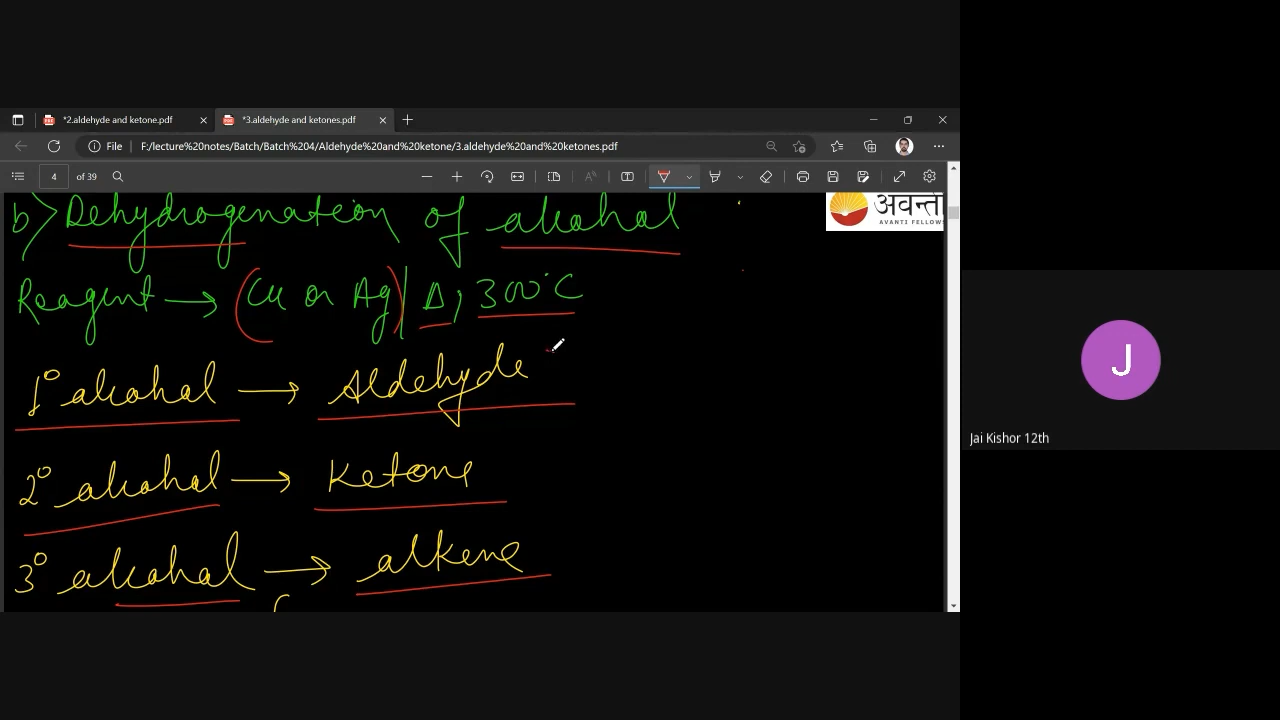 *2.aldehyde and ketone.pdf
*3.aldehyde and ketones.pdf
File
F:/lecture%20notes/Batch/Batch%204/Aldehyde%20and%20ketone/3.aldehyde%20and%20ketones.pdf
4 of 39
b) Dehydrogenation of alcohal
अवन्ती
AVANTI FELLOWS
Reagent → (Cu or Ag) | Δ, 300°C
1° alcohal → Aldehyde
2° alcohal → Ketone
3° alcohal → alkene
J
Jai Kishor 12th